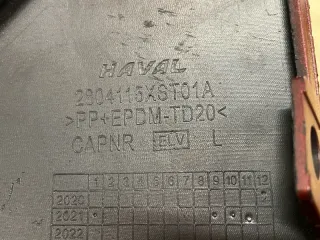 HAVAL
2804115XST01A
>PP+EPDM-TD20<
CAPNR ELV L
1 2 3 4 5 6 7 8 9 10 11 12
2020
2021
2022